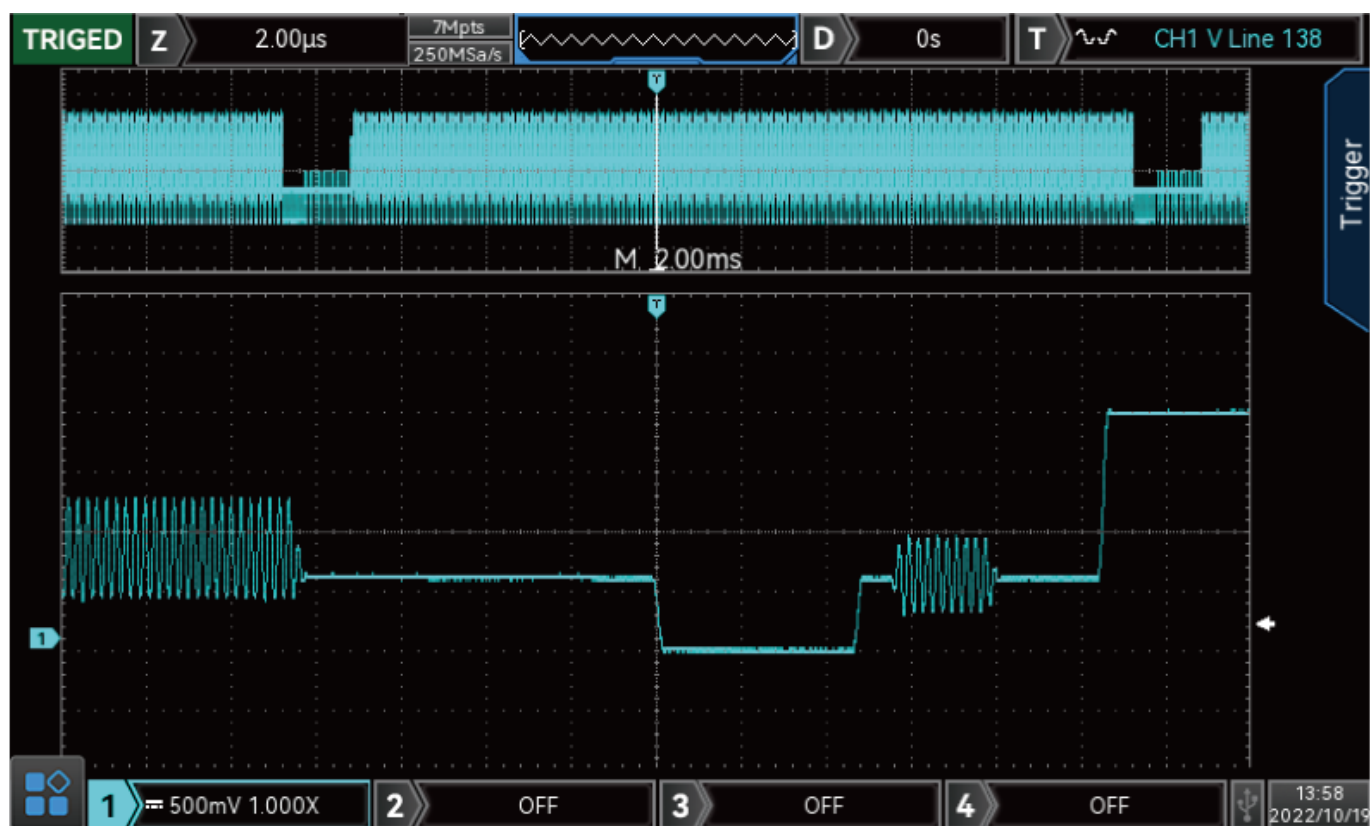 TRIGED Z 2.00μs 7Mpts D 0s T CH1 V Line 138
250MSa/s
T
Trigger
M 2.00ms
T
1
1 500mV 1.000X 2 OFF 3 OFF 4 OFF 13:58
2022/10/19